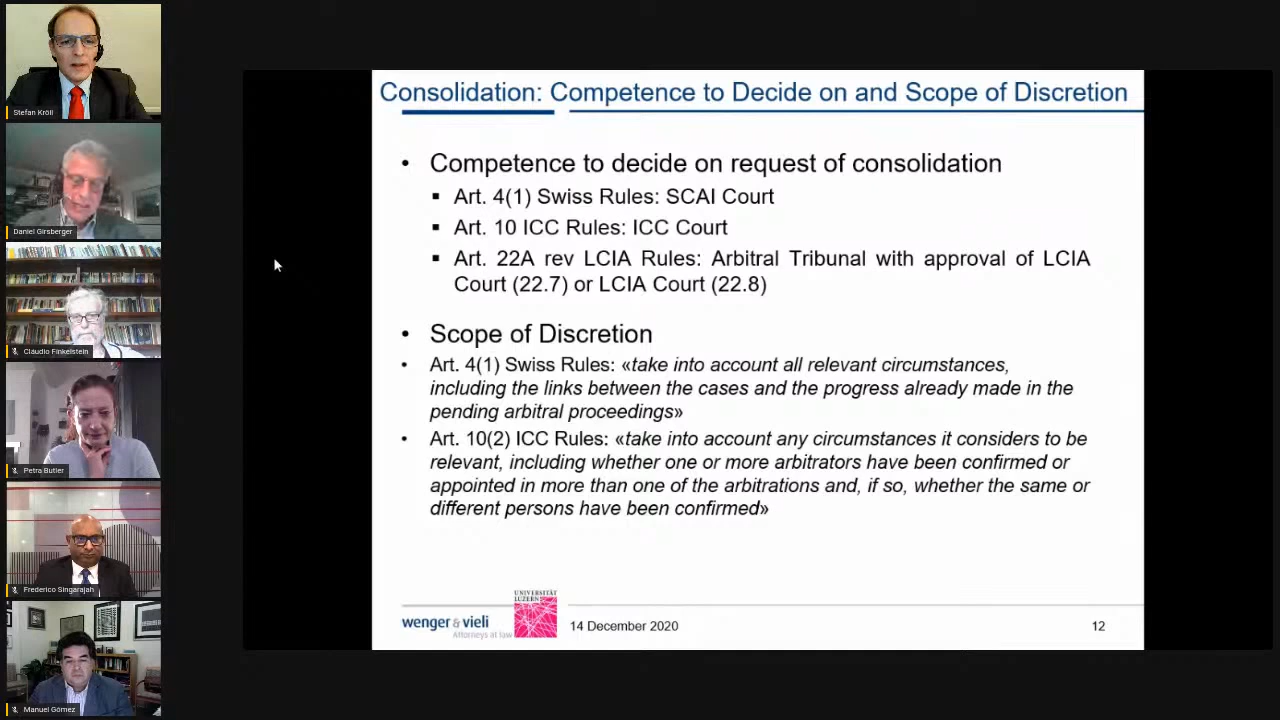 Stefan Kröll
Daniel Girsberger
Claudio Finkelstein
Petra Butler
Frederico Singarajah
Manuel Gómez
Consolidation: Competence to Decide on and Scope of Discretion
• Competence to decide on request of consolidation
▪ Art. 4(1) Swiss Rules: SCAI Court
▪ Art. 10 ICC Rules: ICC Court
▪ Art. 22A rev LCIA Rules: Arbitral Tribunal with approval of LCIA
Court (22.7) or LCIA Court (22.8)
• Scope of Discretion
• Art. 4(1) Swiss Rules: «take into account all relevant circumstances,
including the links between the cases and the progress already made in the
pending arbitral proceedings»
• Art. 10(2) ICC Rules: «take into account any circumstances it considers to be
relevant, including whether one or more arbitrators have been confirmed or
appointed in more than one of the arbitrations and, if so, whether the same or
different persons have been confirmed»
wenger & vieli
Attorneys at law
UNIVERSITÄT
LUZERN
14 December 2020
12